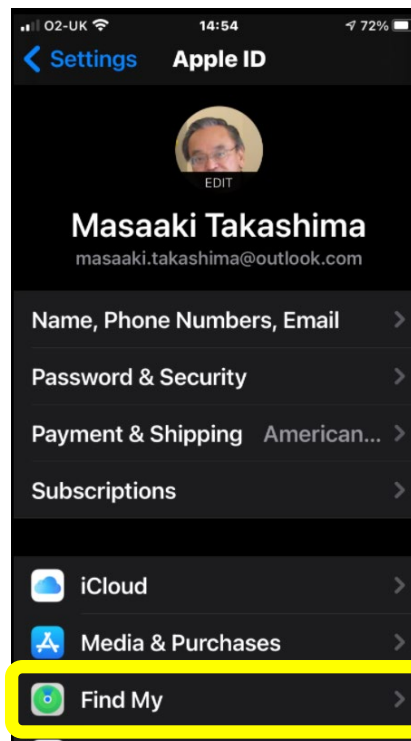 O2-UK 14:54 72%
Settings Apple ID
EDIT
Masaaki Takashima
masaaki.takashima@outlook.com
Name, Phone Numbers, Email
Password & Security
Payment & Shipping American...
Subscriptions
iCloud
Media & Purchases
Find My